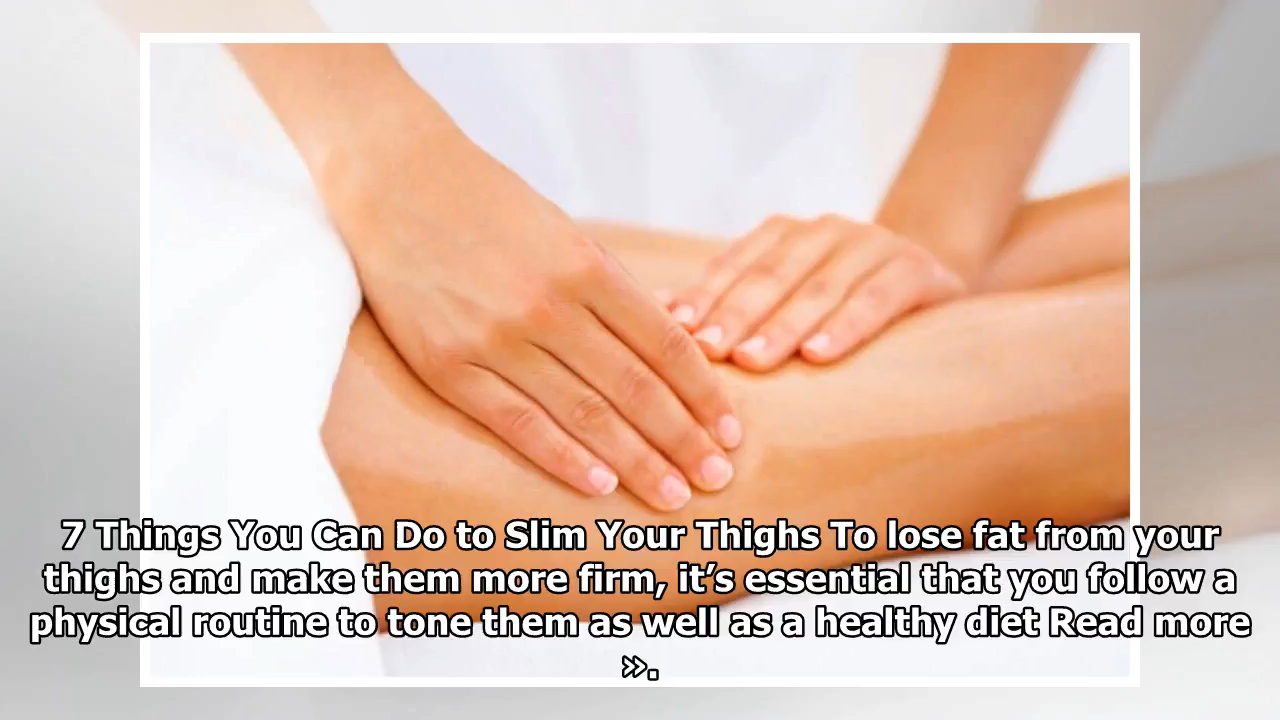 7 Things You Can Do to Slim Your Thighs To lose fat from your
thighs and make them more firm, it’s essential that you follow a
physical routine to tone them as well as a healthy diet Read more
».